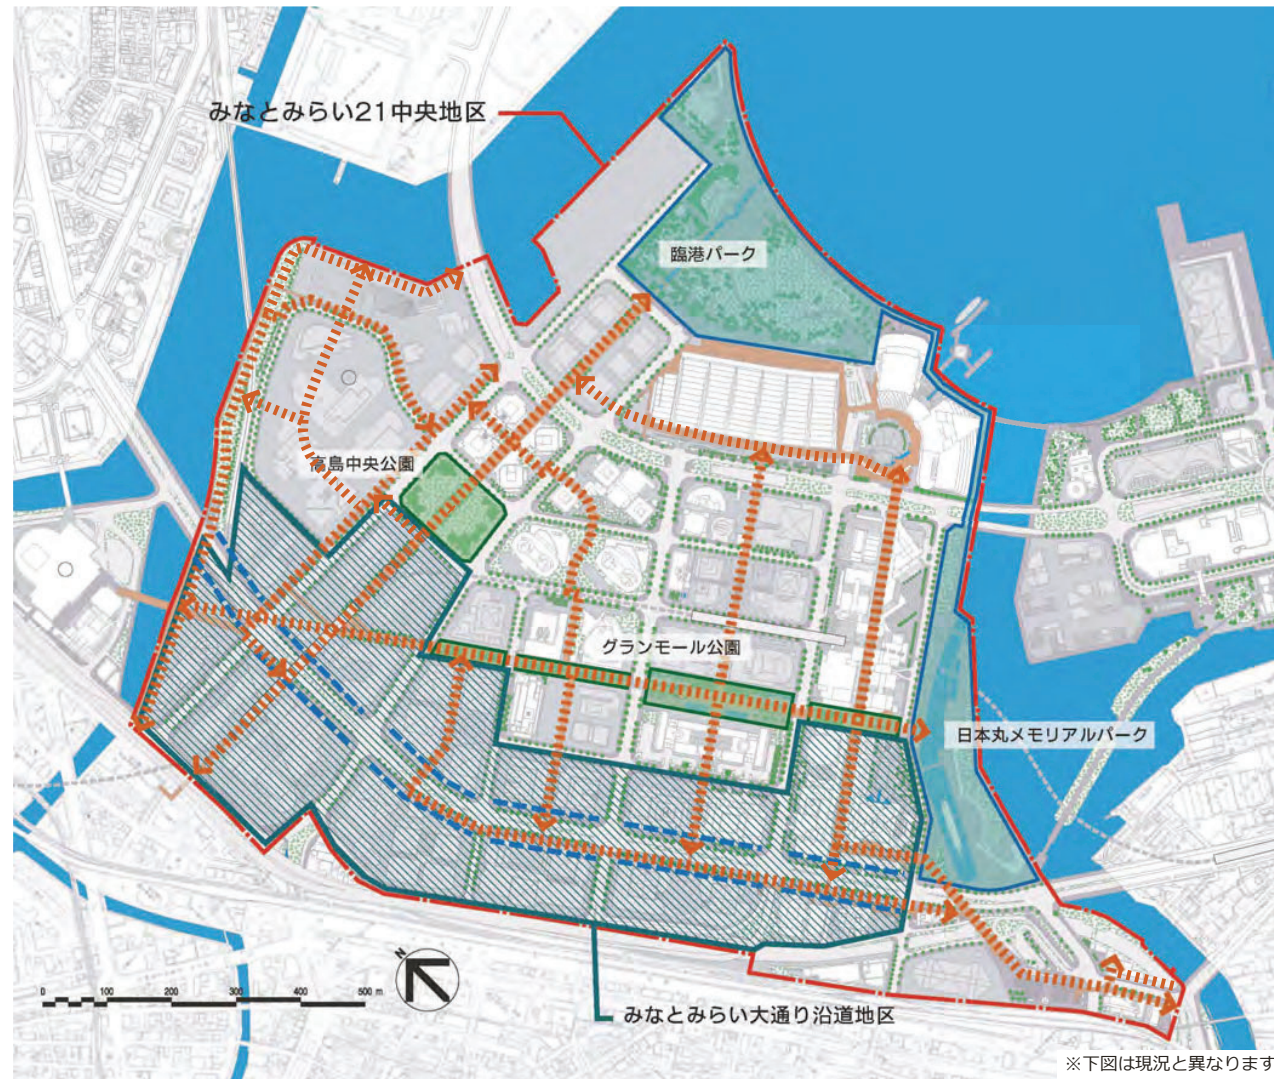 みなとみらい21中央地区
臨港パーク
高島中央公園
グランモール公園
日本丸メモリアルパーク
N
0 100 200 300 400 500 m
みなとみらい大通り沿道地区
※下図は現況と異なります